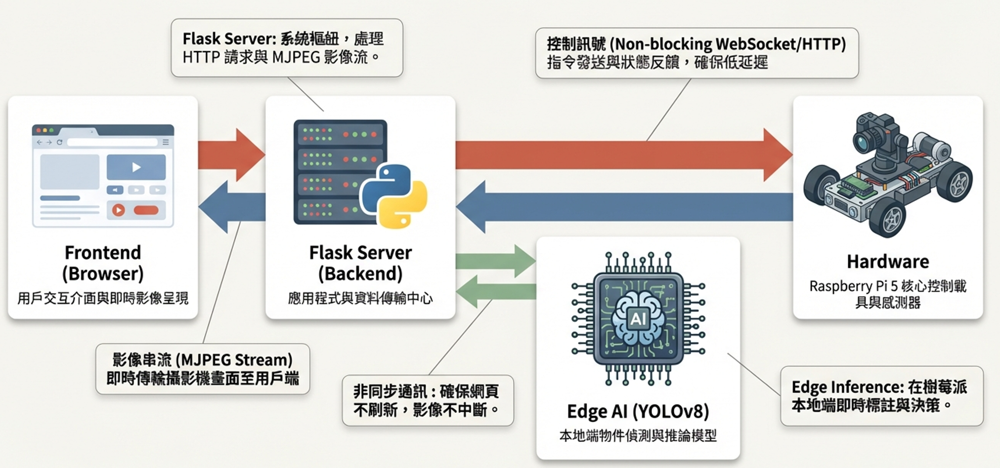 Flask Server: 系統樞紐，處理
HTTP 請求與 MJPEG 影像流。
控制訊號 (Non-blocking WebSocket/HTTP)
指令發送與狀態反饋，確保低延遲
Frontend
(Browser)
用戶交互介面與即時影像呈現
Flask Server
(Backend)
應用程式與資料傳輸中心
Hardware
Raspberry Pi 5 核心控制載
具與感測器
影像串流 (MJPEG Stream)
即時傳輸攝影機畫面至用戶端
非同步通訊 : 確保網頁
不刷新，影像不中斷。
AI
Edge AI (YOLOv8)
本地端物件偵測與推論模型
Edge Inference: 在樹莓派
本地端即時標註與決策。